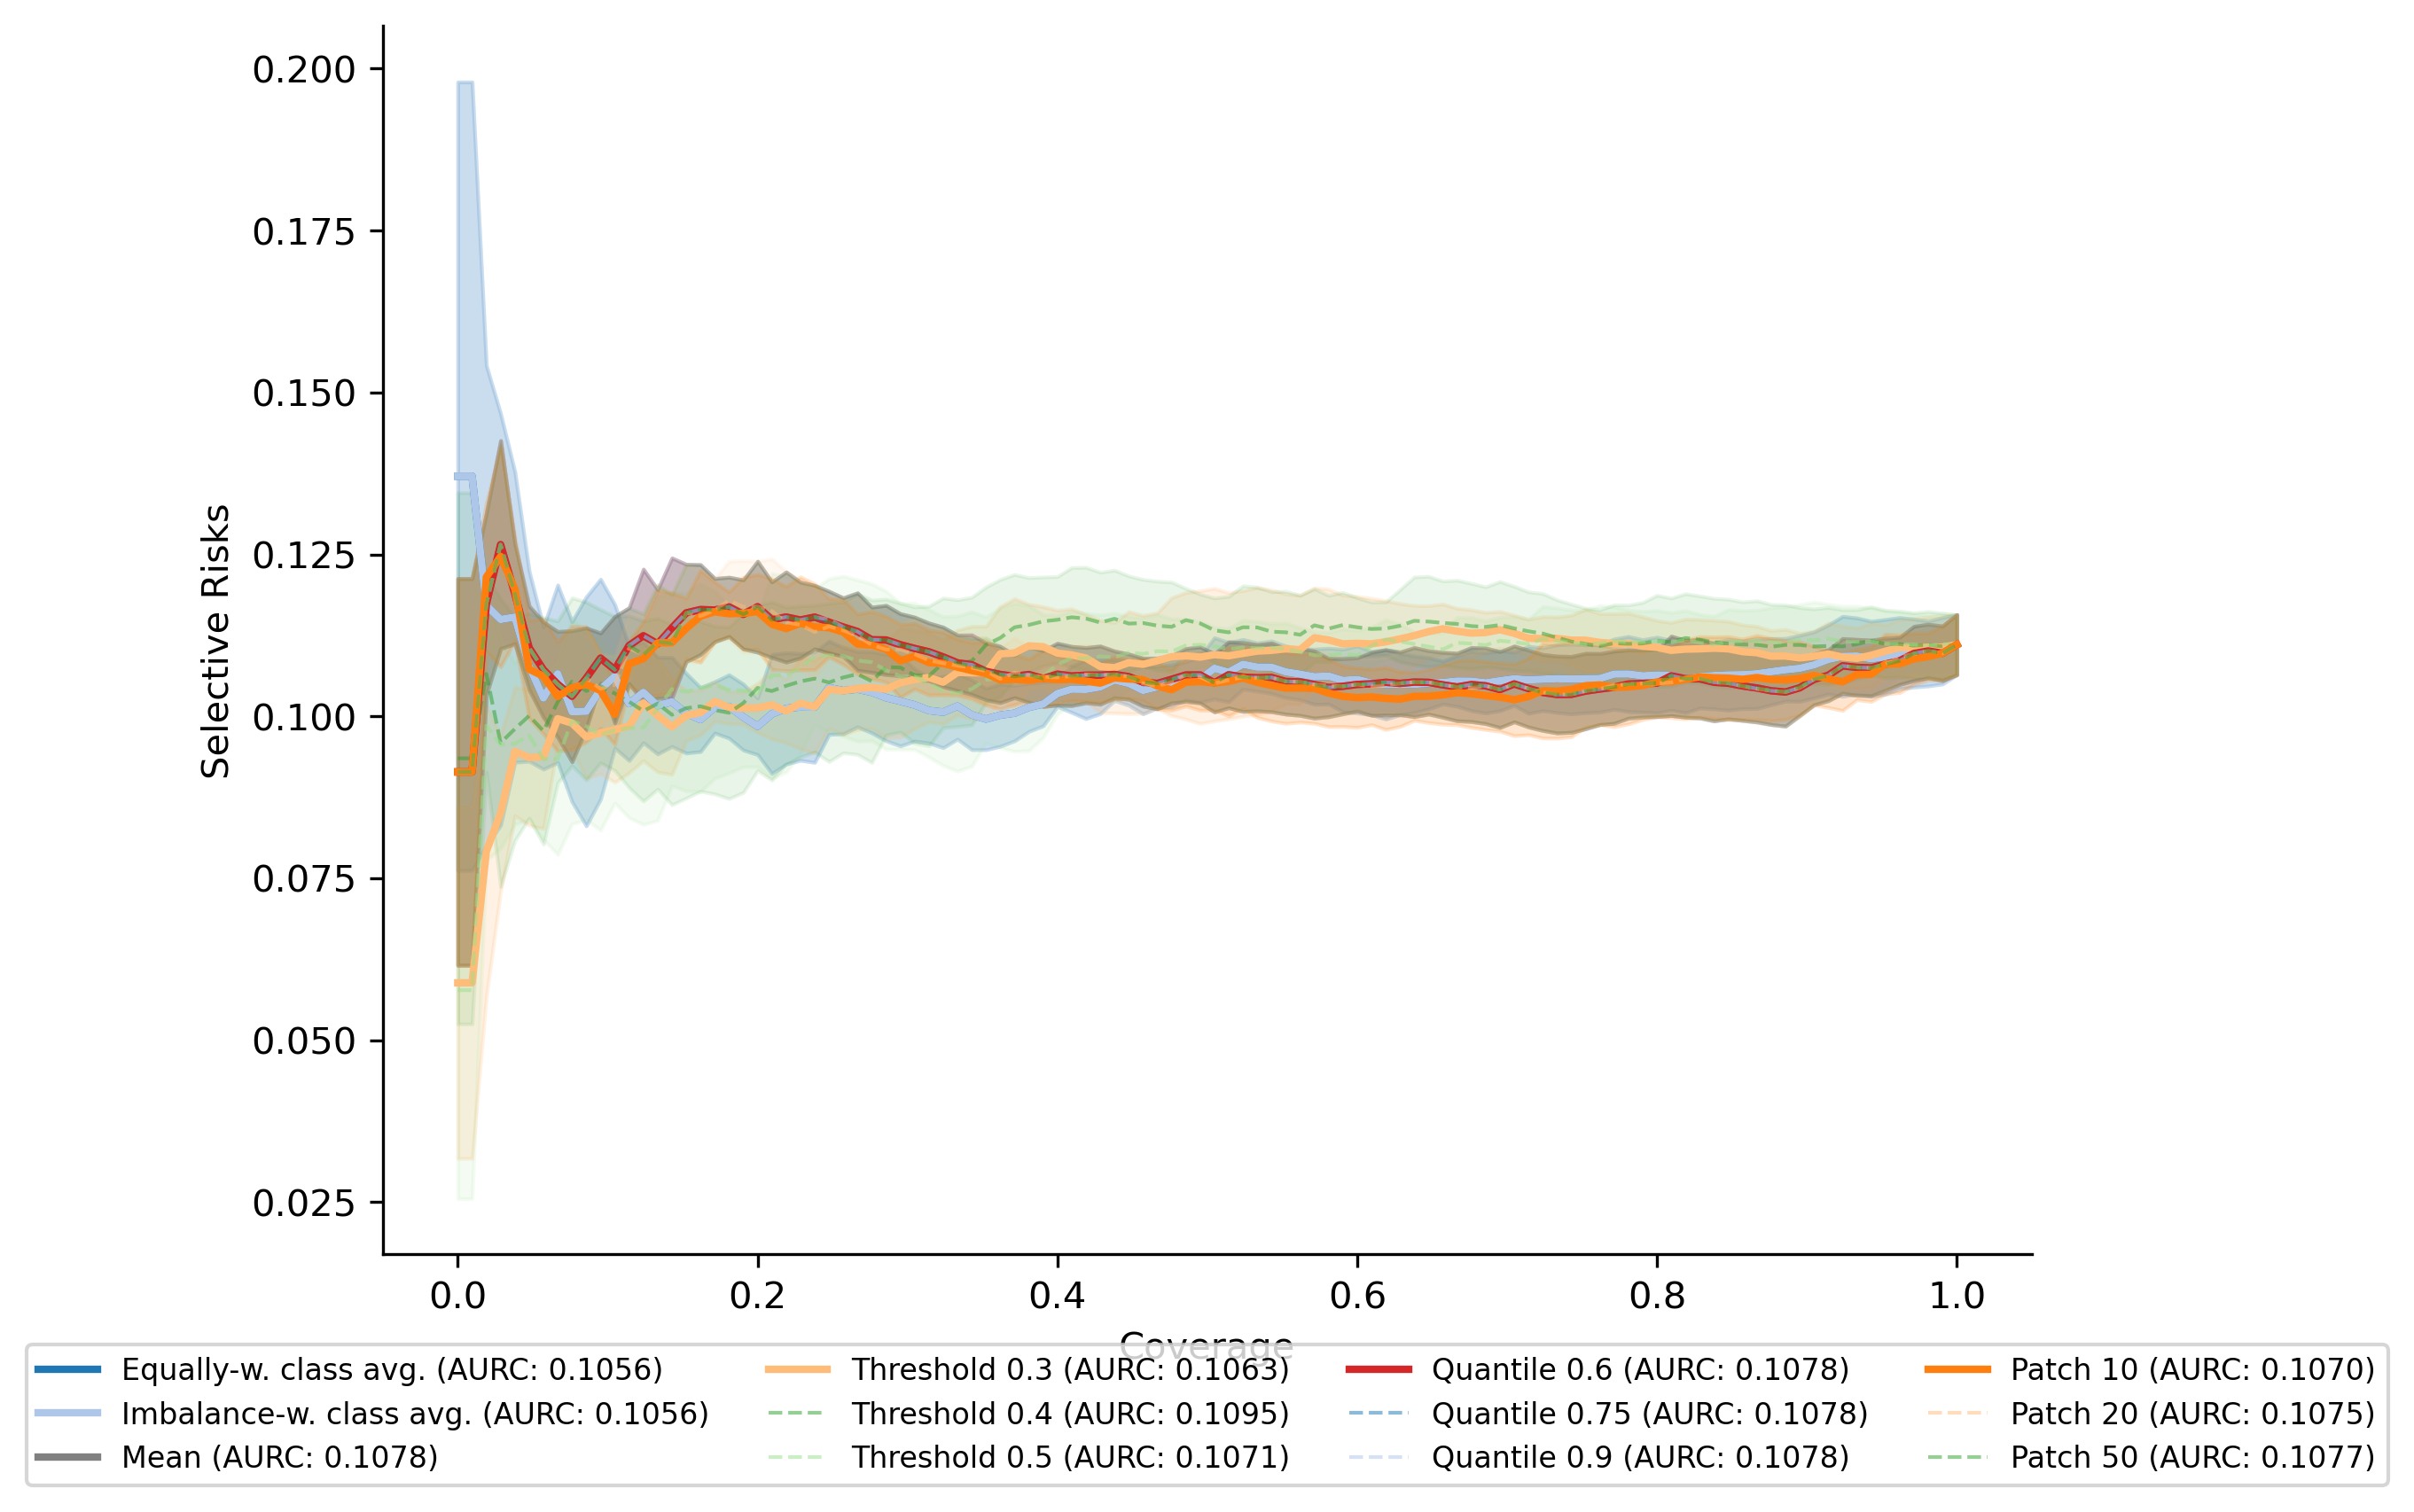 0.200
0.175
0.150
0.125
0.100
0.075
0.050
0.025
Selective Risks
0.0 0.2 0.4 0.6 0.8 1.0
Coverage
Equally-w. class avg. (AURC: 0.1056)
Imbalance-w. class avg. (AURC: 0.1056)
Mean (AURC: 0.1078)
Threshold 0.3 (AURC: 0.1063)
Threshold 0.4 (AURC: 0.1095)
Threshold 0.5 (AURC: 0.1071)
Quantile 0.6 (AURC: 0.1078)
Quantile 0.75 (AURC: 0.1078)
Quantile 0.9 (AURC: 0.1078)
Patch 10 (AURC: 0.1070)
Patch 20 (AURC: 0.1075)
Patch 50 (AURC: 0.1077)